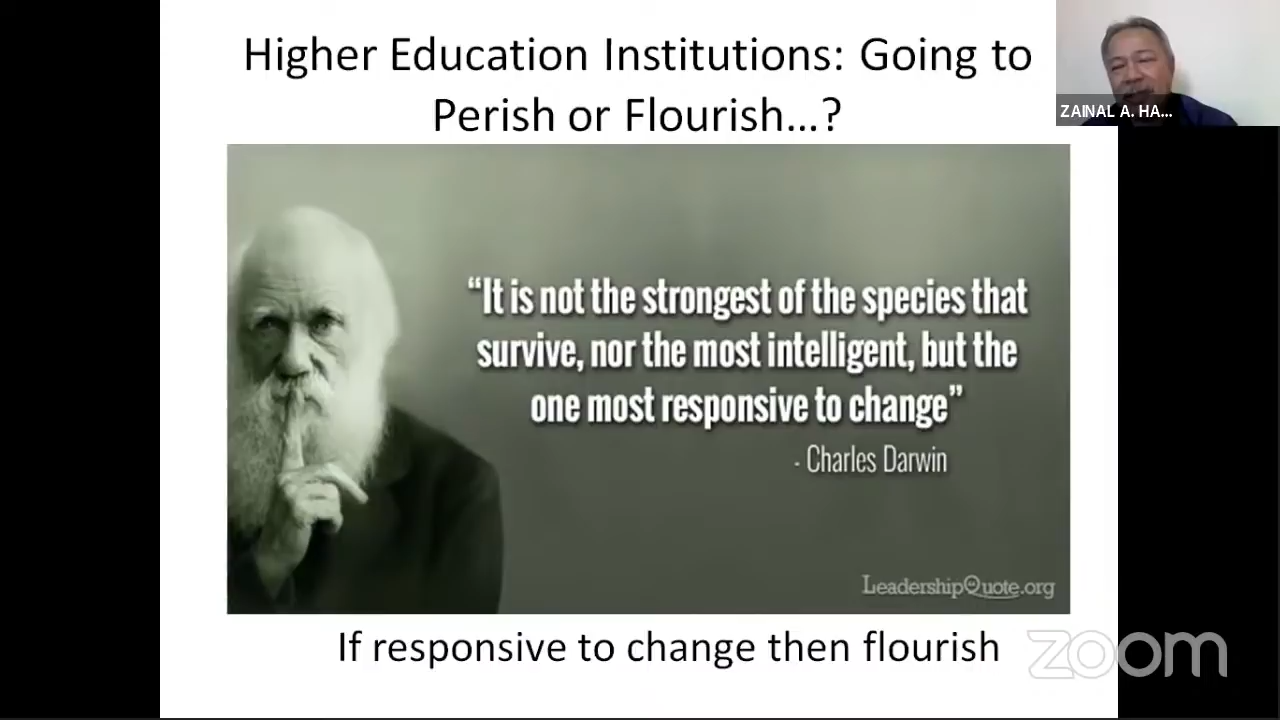 Higher Education Institutions: Going to
Perish or Flourish...?
ZAINAL A. HA...
“It is not the strongest of the species that
survive, nor the most intelligent, but the
one most responsive to change”
- Charles Darwin
LeadershipQuote.org
If responsive to change then flourish
zoom